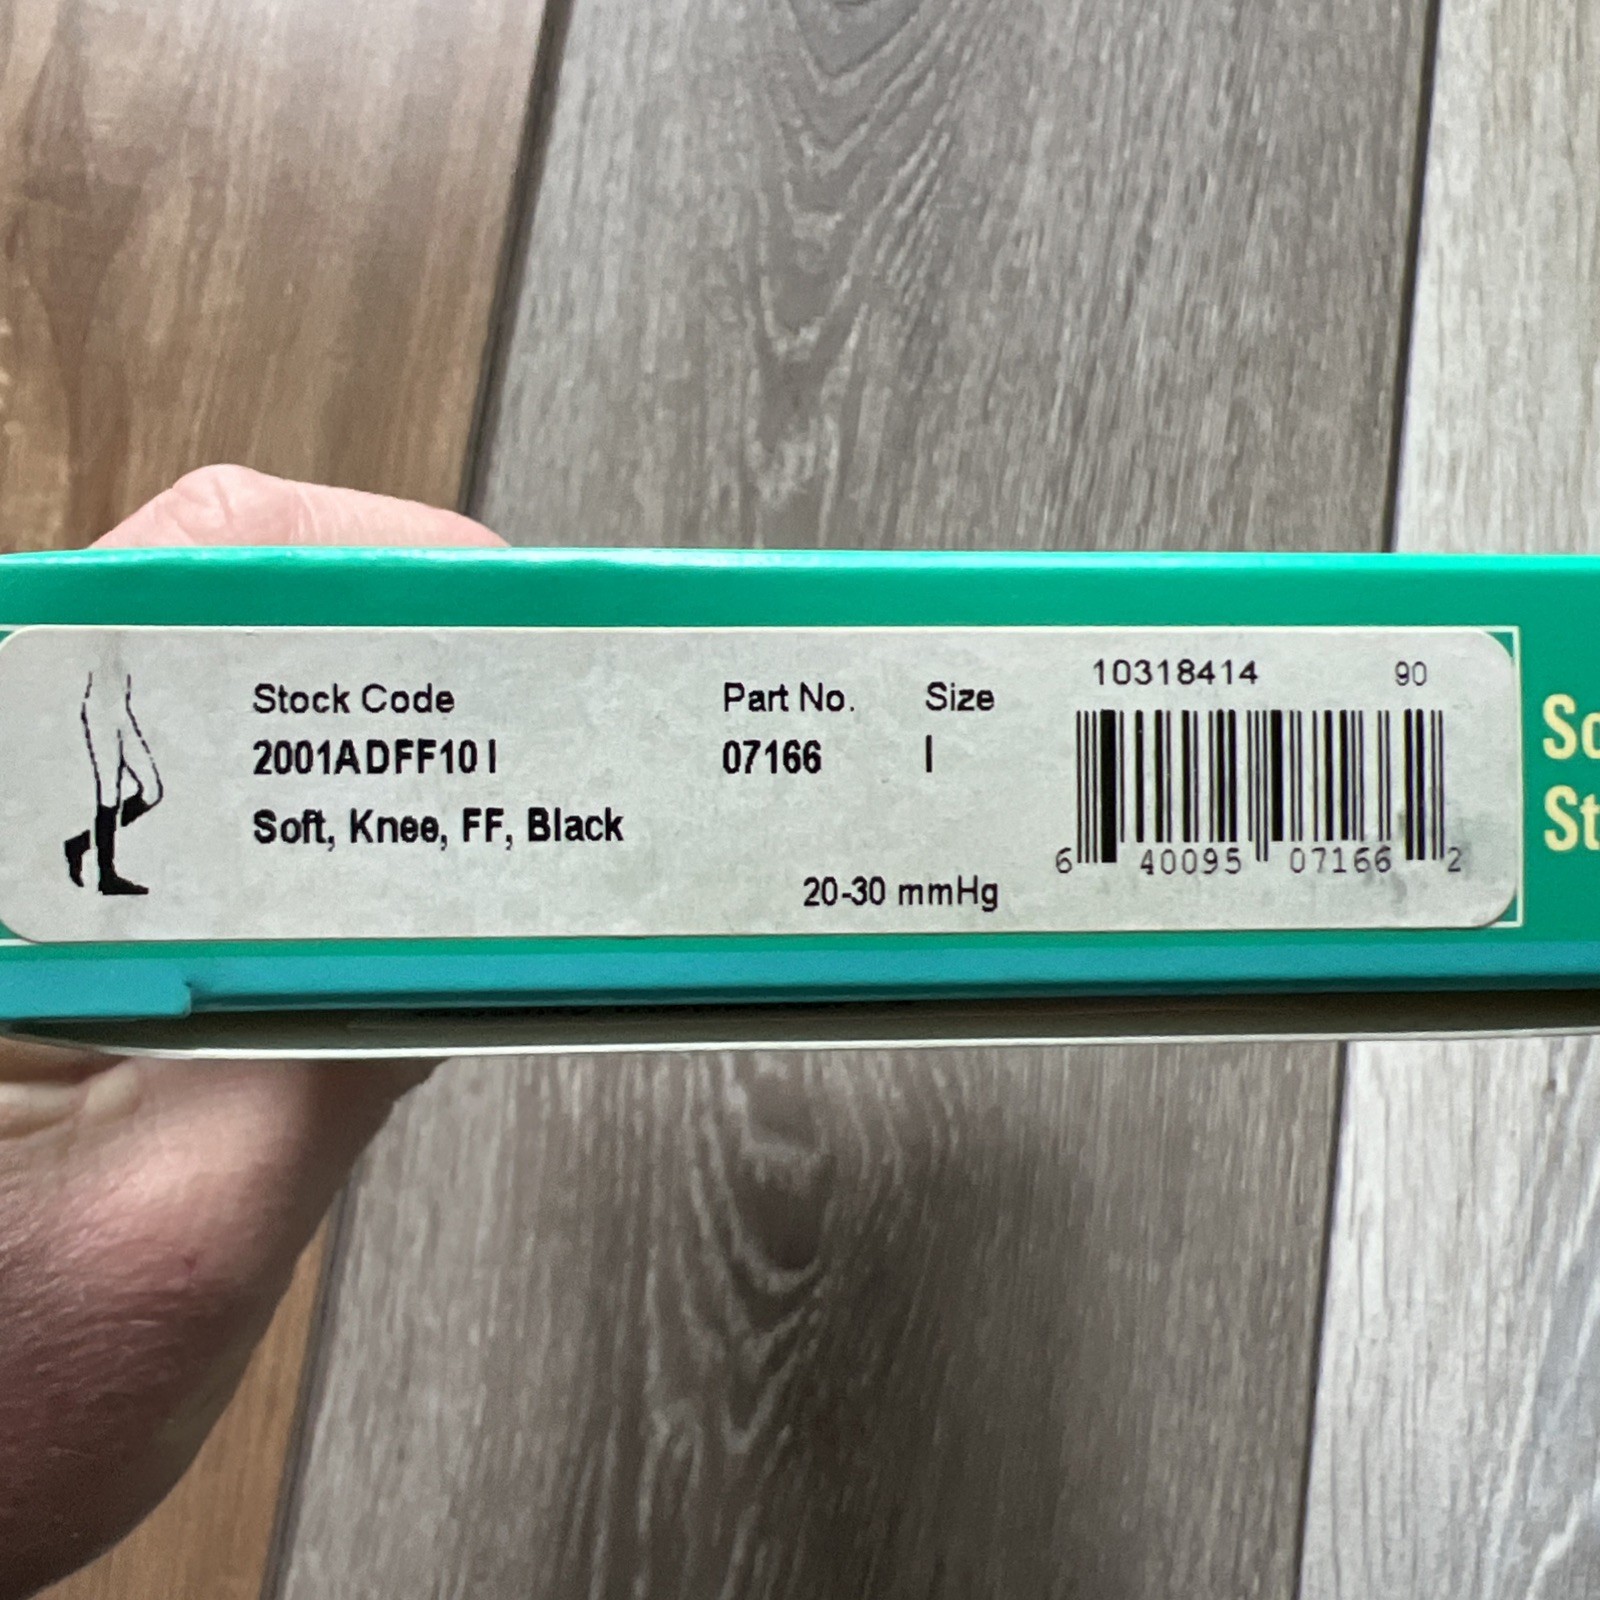 Stock Code Part No. Size
2001ADFF10 I 07166 I
Soft, Knee, FF, Black
20-30 mmHg
10318414 90
6 40095 07166 2